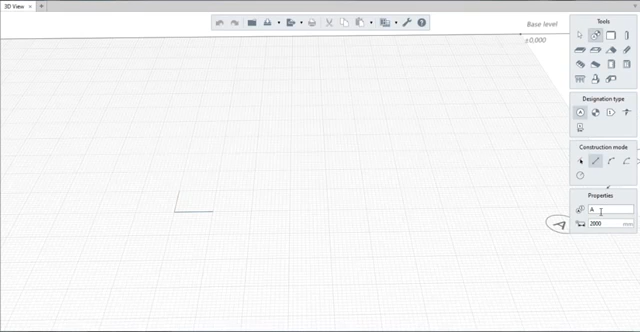 3D View
Base level
±0,000
Tools
Designation type
Construction mode
Properties
A
2000 mm
A